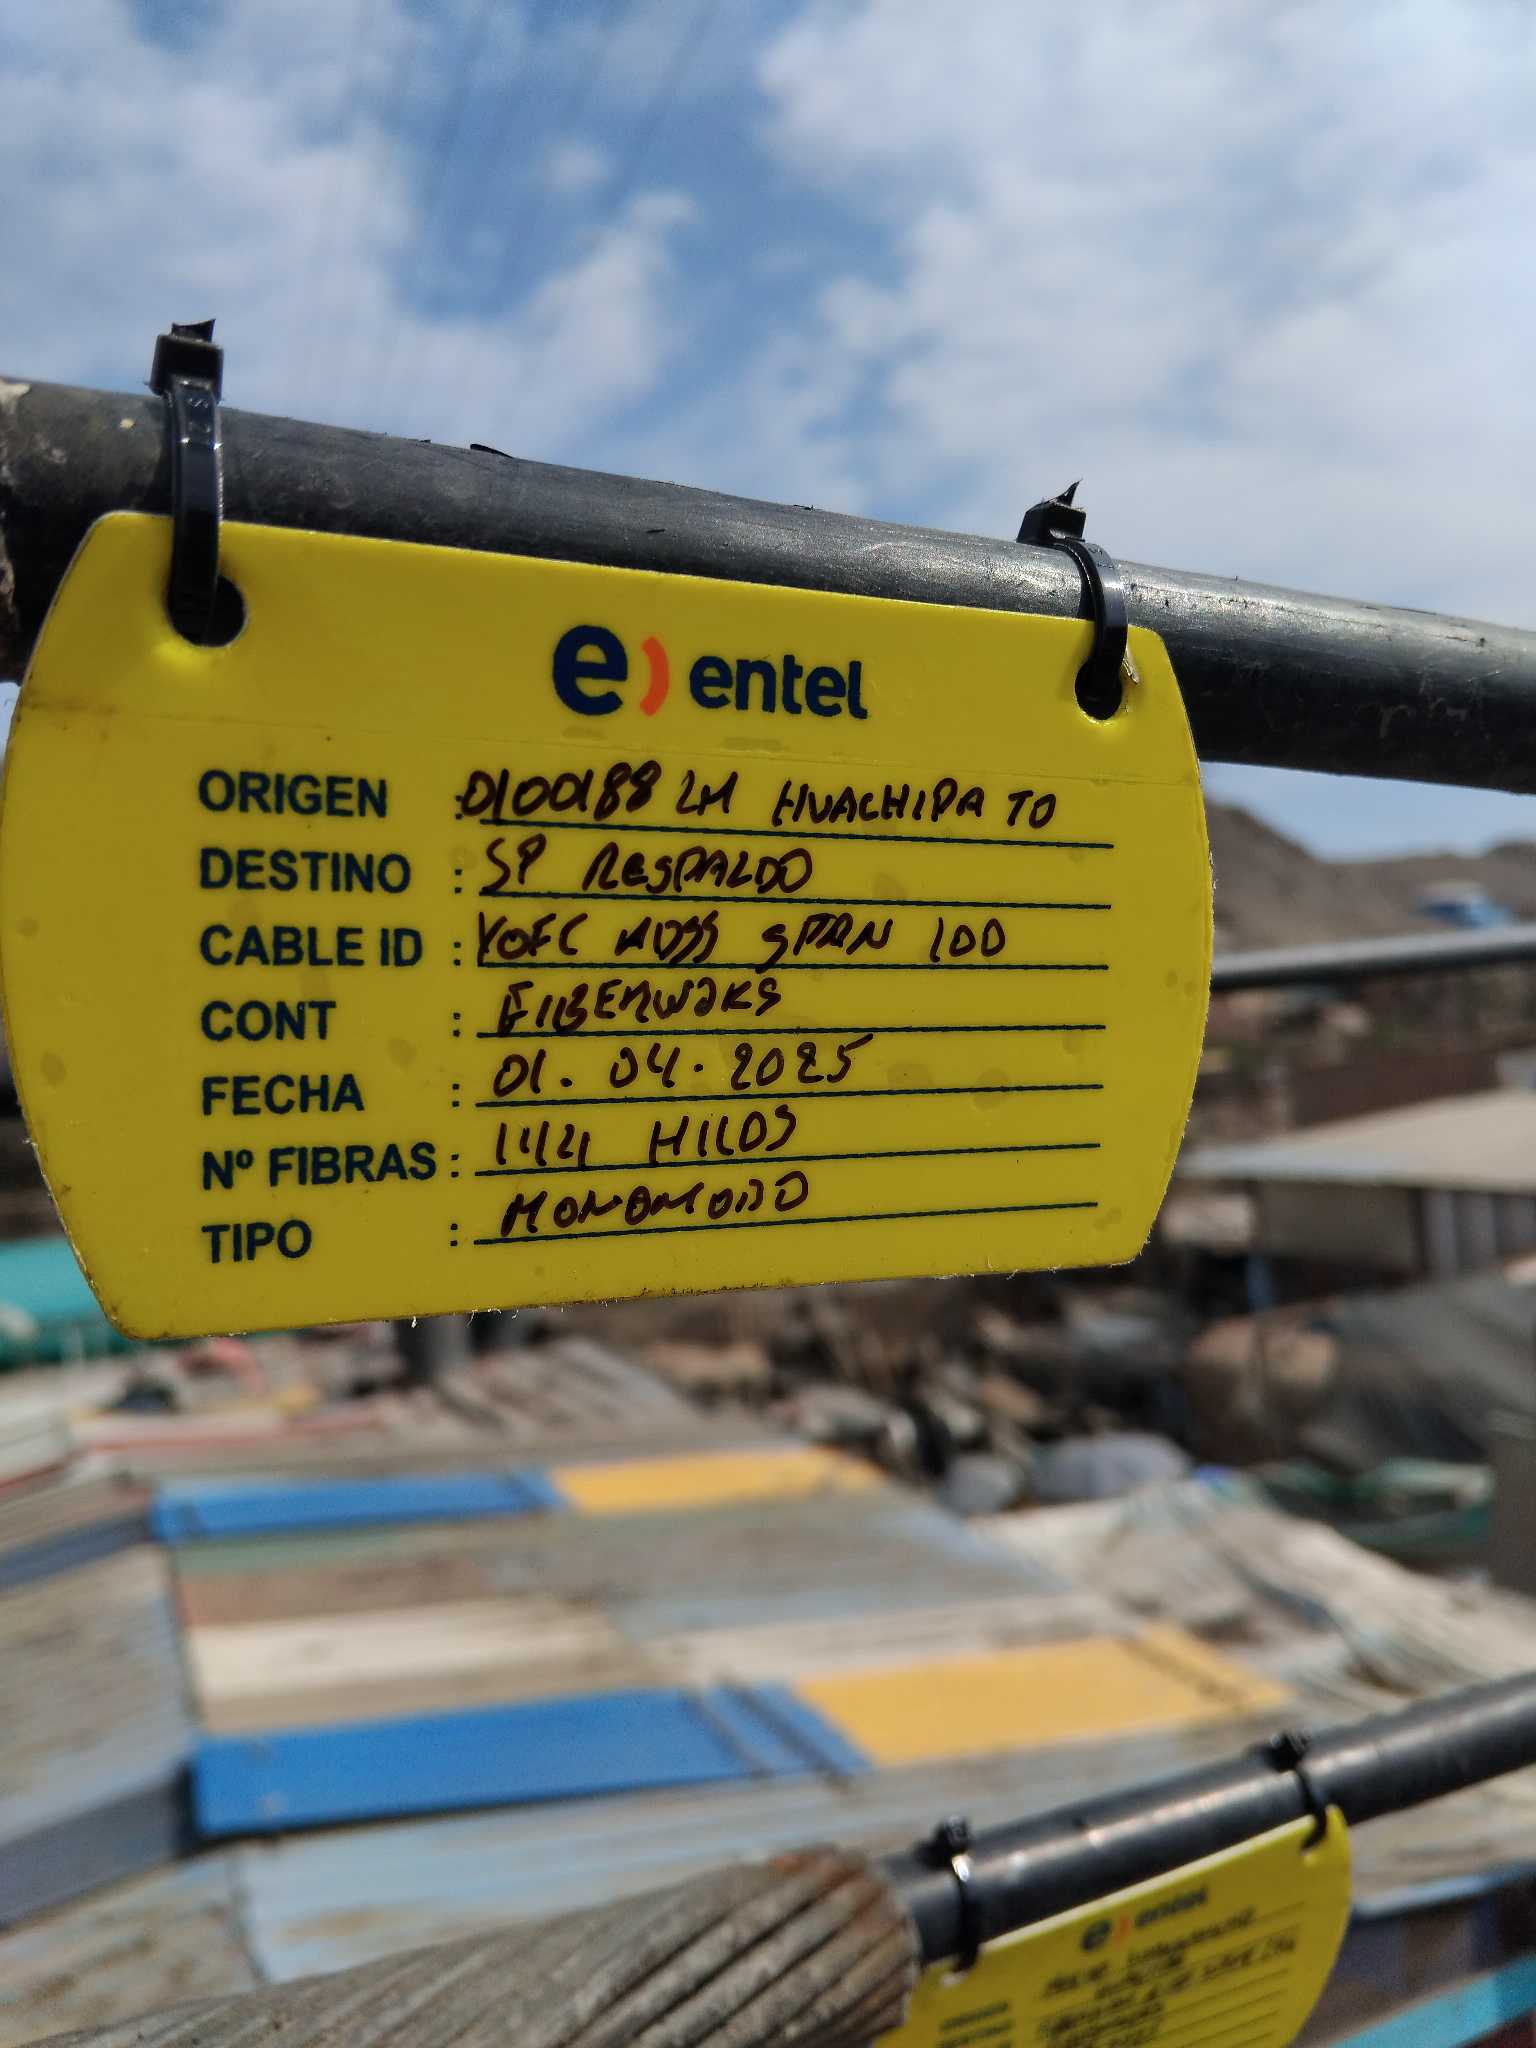 e) entel
ORIGEN : 0100188 LM HUACHIPA TO
DESTINO : SP RESPALDO
CABLE ID : YOFC ADSS SPAN 100
CONT : FIBERWORKS
FECHA : 01.04.2025
Nº FIBRAS : 144 HILOS
TIPO : MONOMODO
e) entel